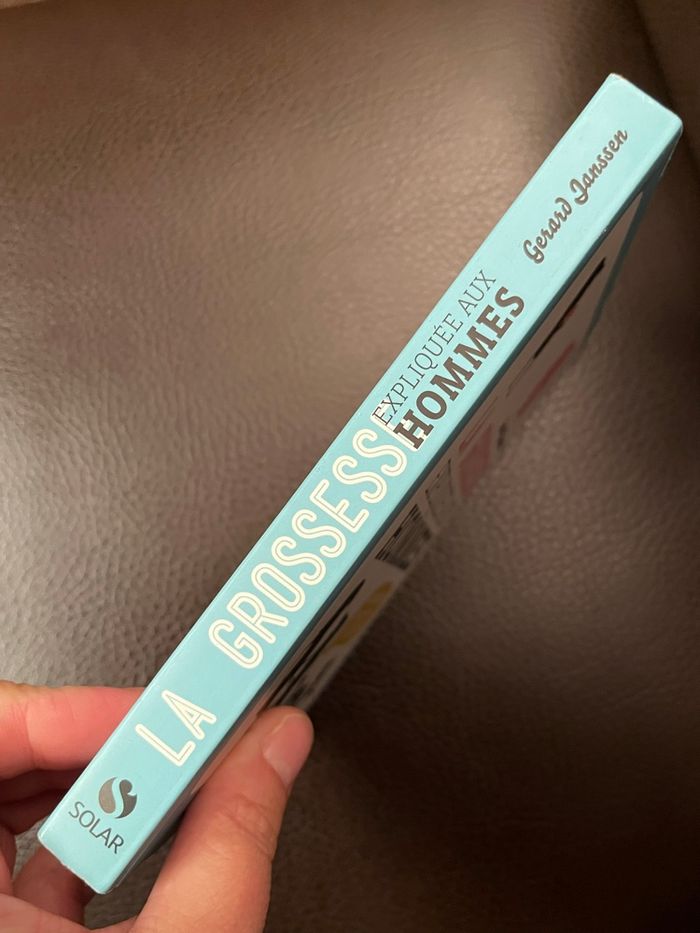 LA GROSSESSE
EXPLIQUÉE AUX
HOMMES
Gerard Janssen
SOLAR